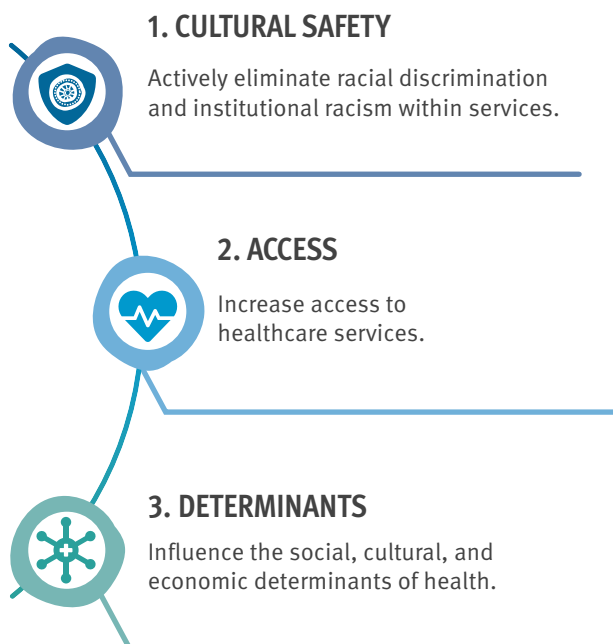 1. CULTURAL SAFETY
Actively eliminate racial discrimination
and institutional racism within services.
2. ACCESS
Increase access to
healthcare services.
3. DETERMINANTS
Influence the social, cultural, and
economic determinants of health.